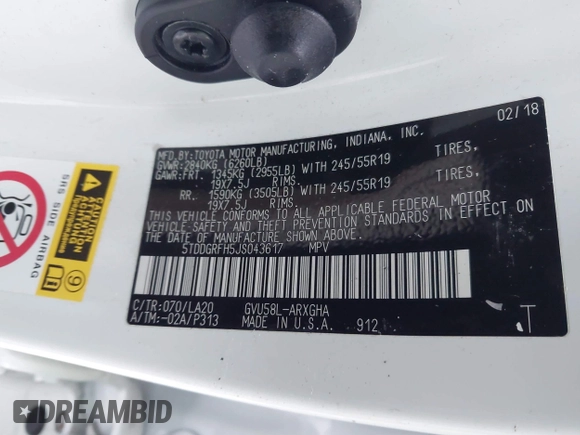 02/18
MFD.BY:TOYOTA MOTOR MANUFACTURING, INDIANA, INC.
GVWR:2840KG (6260LB)
GAWR:FRT. 1345KG (2955LB) WITH 245/55R19 TIRES,
19X7.5J RIMS
RR. 1590KG (3505LB) WITH 245/55R19 TIRES,
19X7.5J RIMS
THIS VEHICLE CONFORMS TO ALL APPLICABLE FEDERAL MOTOR
VEHICLE SAFETY AND THEFT PREVENTION STANDARDS IN EFFECT ON
THE DATE OF MANUFACTURE SHOWN ABOVE.
5TDDGRFH5JS043617 MPV
C/TR:070/LA20 GVU58L-ARXGHA
A/TM:-02A/P313 MADE IN U.S.A. 912 T
SRS SIDE AIRBAG
CAUTION
DREAMBID